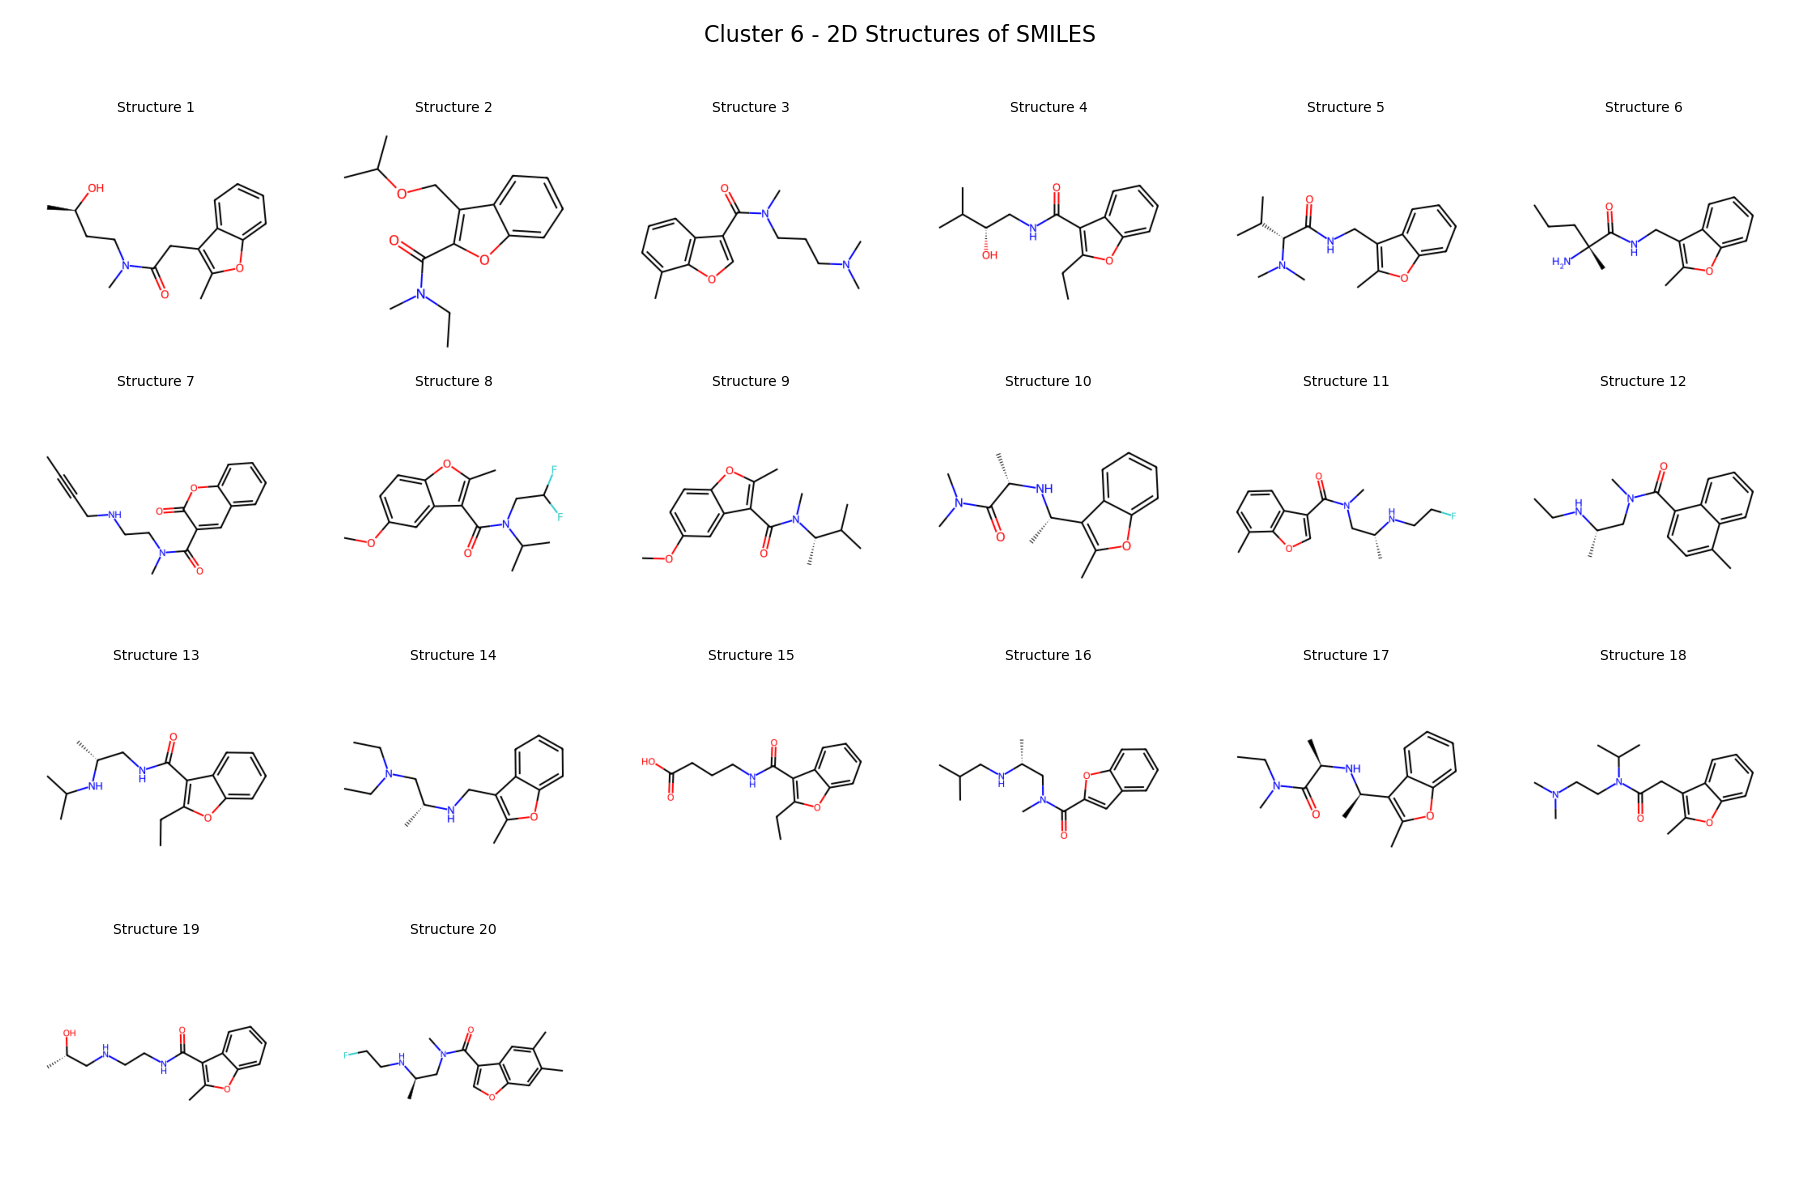 Cluster 6 - 2D Structures of SMILES
Structure 1
Structure 2
Structure 3
Structure 4
Structure 5
Structure 6
OH
O
N
O
O
O
O
N
O
O
N
N
O
N
H
OH
O
O
N
H
N
O
O
N
H
H₂N
O
Structure 7
Structure 8
Structure 9
Structure 10
Structure 11
Structure 12
O
O
NH
N
O
O
F
F
N
O
O
O
N
O
O
NH
N
O
O
O
N
H
N
F
O
O
N
H
N
Structure 13
Structure 14
Structure 15
Structure 16
Structure 17
Structure 18
O
N
H
NH
O
N
N
H
O
HO
O
O
N
H
O
N
H
O
N
O
NH
N
O
O
N
N
O
O
Structure 19
Structure 20
OH
H
N
O
N
H
O
F
H
N
N
O
O